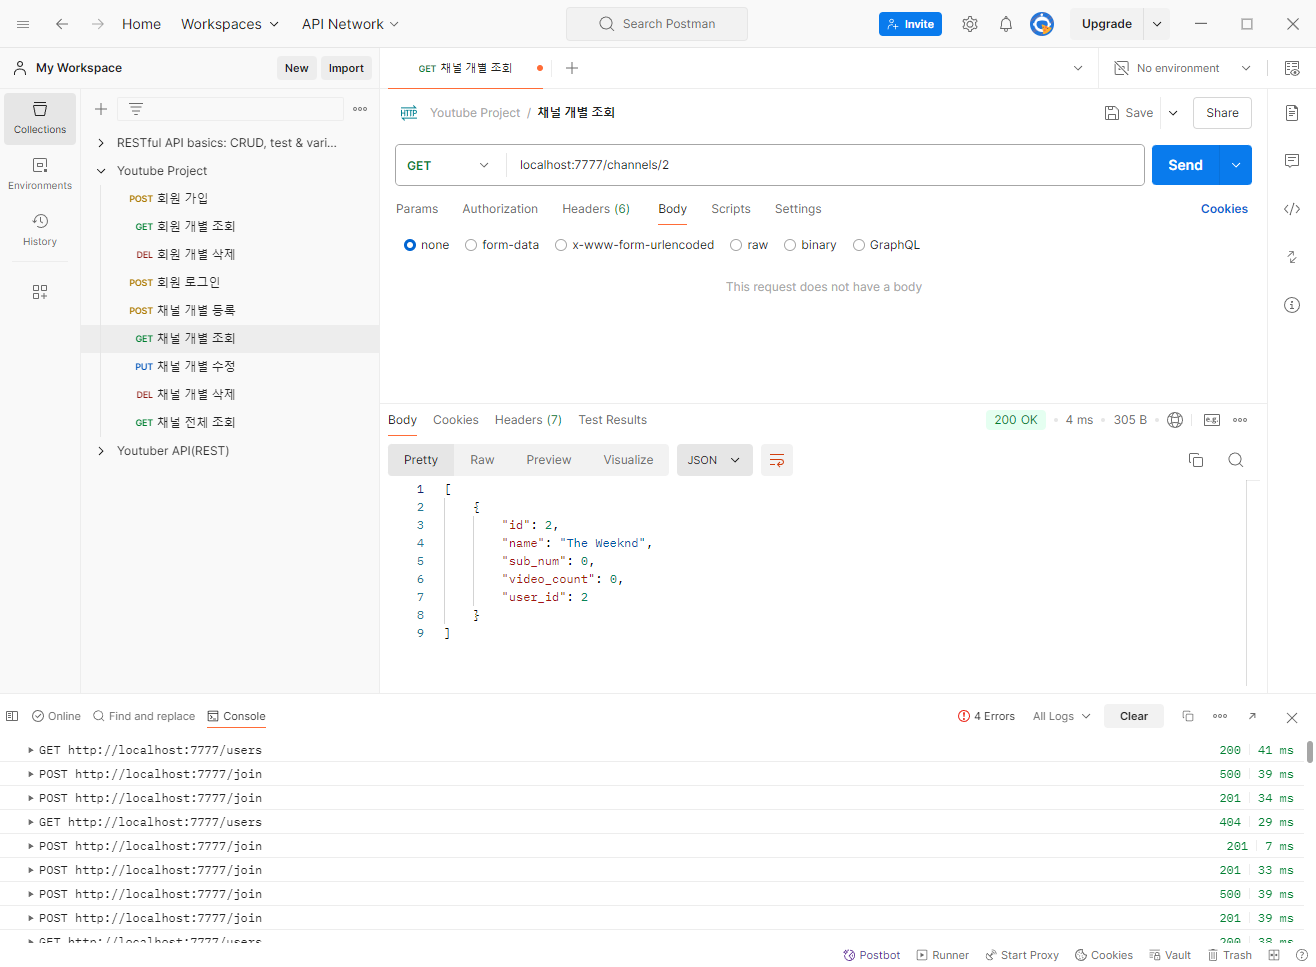 Home
Workspaces
API Network
Search Postman
Invite
Upgrade
My Workspace
New
Import
GET 채널 개별 조회
No environment
Collections
Environments
History
RESTful API basics: CRUD, test & vari...
Youtube Project
POST 회원 가입
GET 회원 개별 조회
DEL 회원 개별 삭제
POST 회원 로그인
POST 채널 개별 등록
GET 채널 개별 조회
PUT 채널 개별 수정
DEL 채널 개별 삭제
GET 채널 전체 조회
Youtuber API(REST)
HTTP
Youtube Project / 채널 개별 조회
Save
Share
GET
localhost:7777/channels/2
Send
Params
Authorization
Headers (6)
Body
Scripts
Settings
Cookies
none
form-data
x-www-form-urlencoded
raw
binary
GraphQL
This request does not have a body
Body
Cookies
Headers (7)
Test Results
200 OK
4 ms
305 B
e.g.
Pretty
Raw
Preview
Visualize
JSON
1 [
2 {
3 "id": 2,
4 "name": "The Weeknd",
5 "sub_num": 0,
6 "video_count": 0,
7 "user_id": 2
8 }
9 ]
Online
Find and replace
Console
4 Errors
All Logs
Clear
GET http://localhost:7777/users 200 41 ms
POST http://localhost:7777/join 500 39 ms
POST http://localhost:7777/join 201 34 ms
GET http://localhost:7777/users 404 29 ms
POST http://localhost:7777/join 201 7 ms
POST http://localhost:7777/join 201 33 ms
POST http://localhost:7777/join 500 39 ms
POST http://localhost:7777/join 201 39 ms
GET http://localhost:7777/users 200 38 ms
Postbot
Runner
Start Proxy
Cookies
Vault
Trash